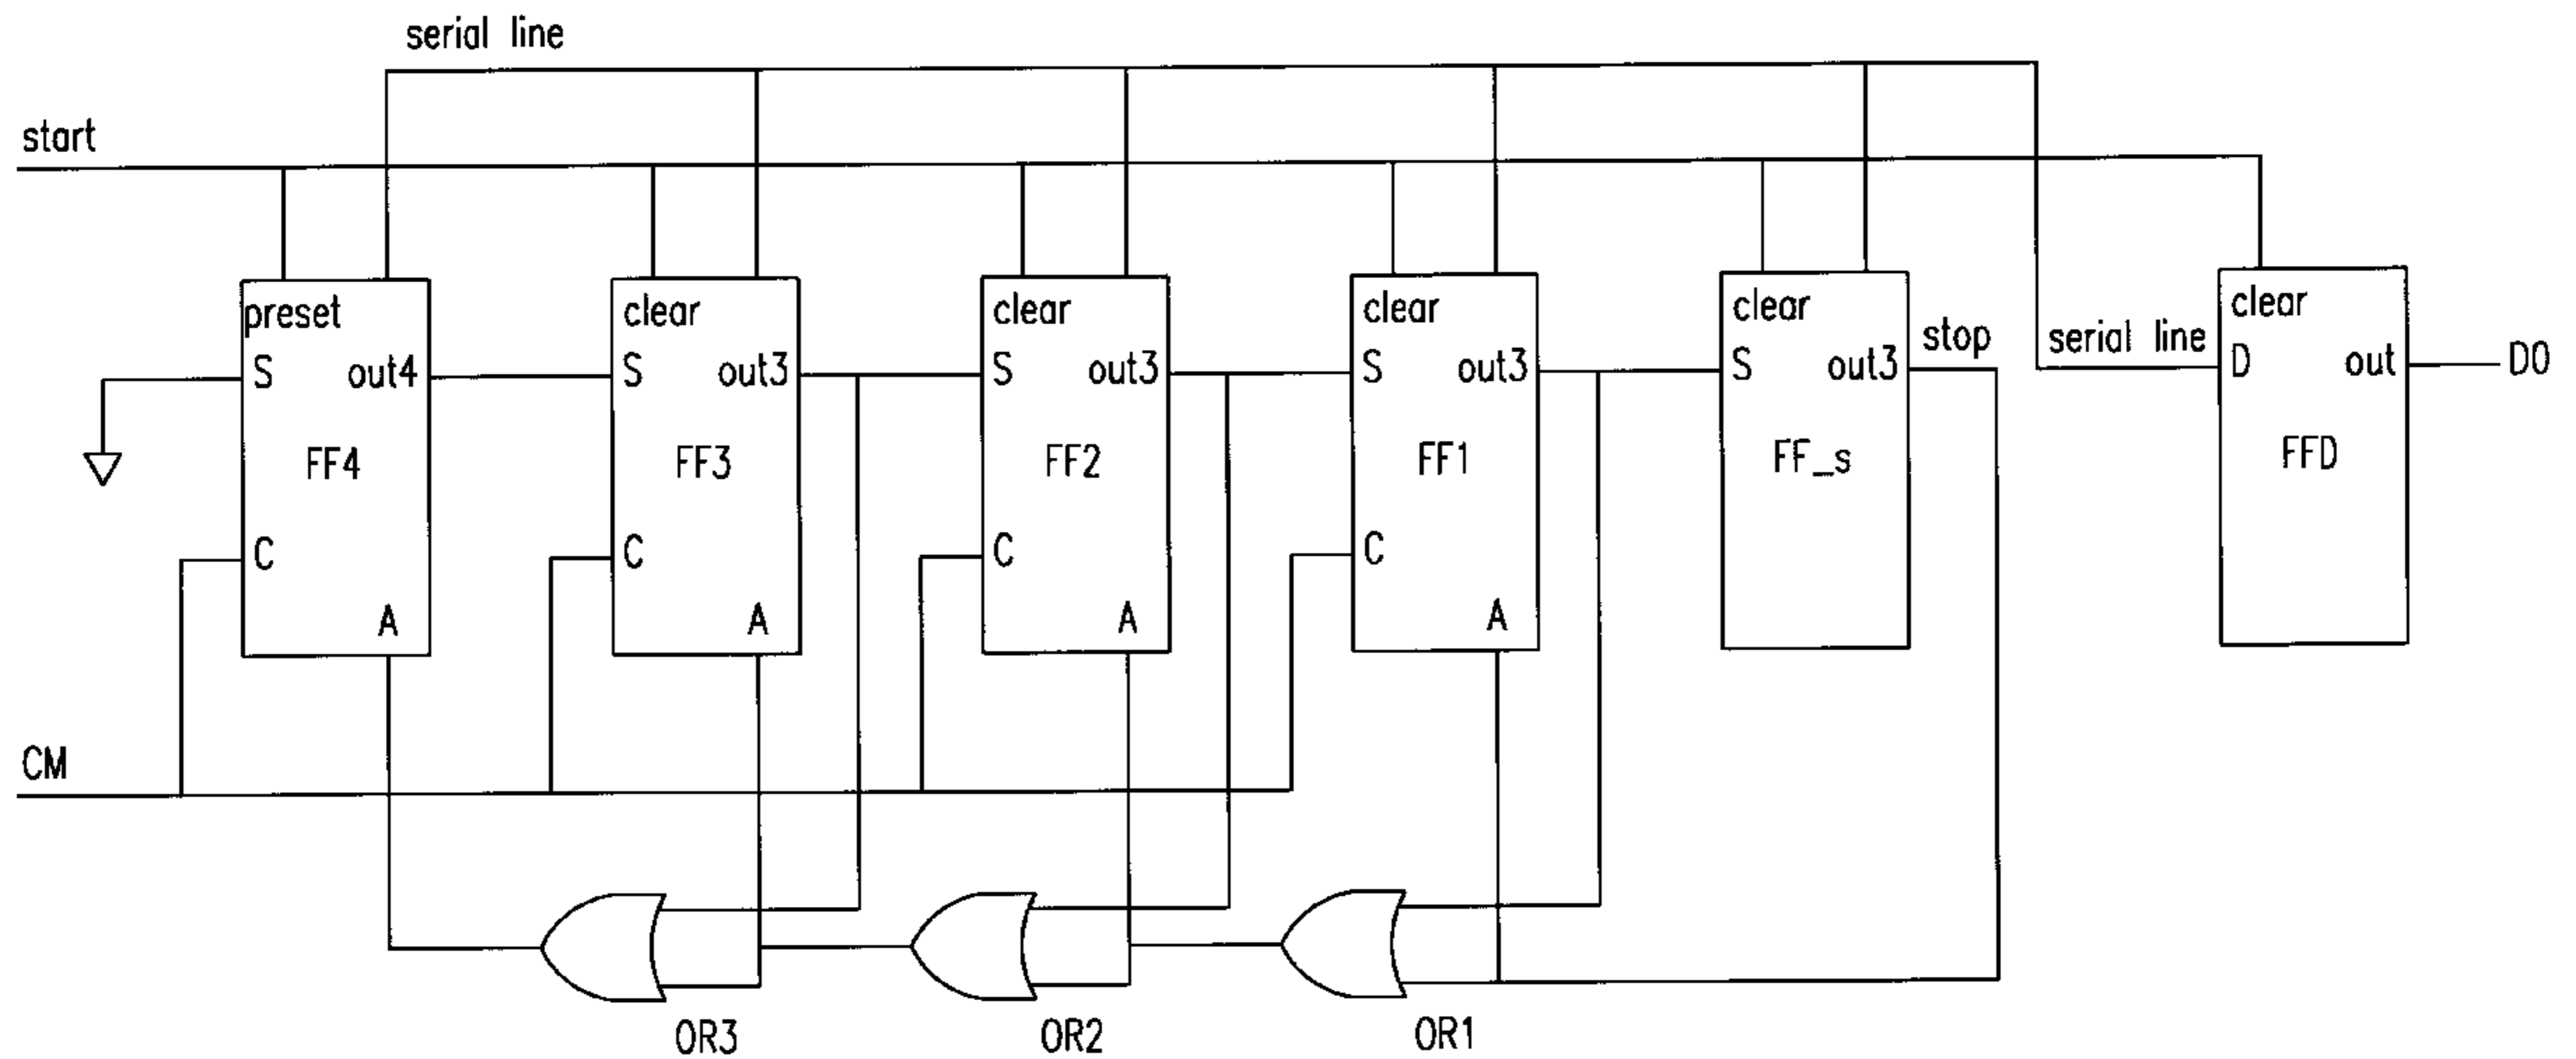 serial line
start
preset
clear
clear
clear
clear
clear
S
out4
S
out3
S
out3
S
out3
S
out3
stop
serial line
D
out
D0
FF4
FF3
FF2
FF1
FF_s
FFD
C
C
C
C
A
A
A
A
CM
OR3
OR2
OR1